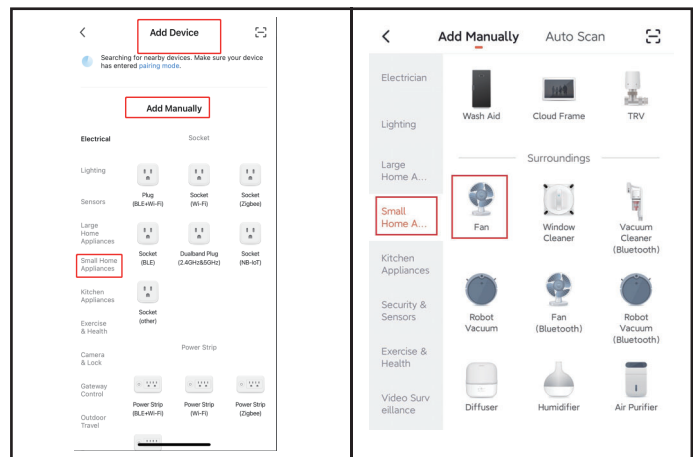 Add Device
Searching for nearby devices. Make sure your device
has entered pairing mode.
Add Manually
Electrical
Socket
Lighting
Sensors
Large
Home
Appliances
Small Home
Appliances
Kitchen
Appliances
Exercise
& Health
Camera
& Lock
Gateway
Control
Outdoor
Travel
Plug
(BLE+Wi-Fi)
Socket
(Wi-Fi)
Socket
(Zigbee)
Socket
(BLE)
Dualband Plug
(2.4GHz&5GHz)
Socket
(NB-IoT)
Socket
(other)
Power Strip
Power Strip
(BLE+Wi-Fi)
Power Strip
(Wi-Fi)
Power Strip
(Zigbee)
Add Manually
Auto Scan
Electrician
Lighting
Large
Home A...
Small
Home A...
Kitchen
Appliances
Security &
Sensors
Exercise &
Health
Video Surv
eillance
Wash Aid
Cloud Frame
TRV
Surroundings
Fan
Window
Cleaner
Vacuum
Cleaner
(Bluetooth)
Robot
Vacuum
Fan
(Bluetooth)
Robot
Vacuum
(Bluetooth)
Diffuser
Humidifier
Air Purifier